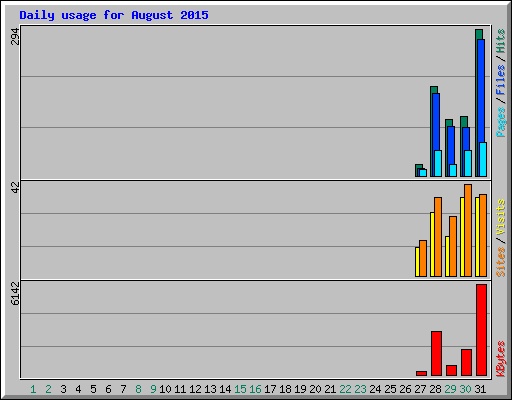 Daily usage for August 2015
294
42
6142
Pages / Files / Hits
Sites / Visits
KBytes
1 2 3 4 5 6 7 8 9 10 11 12 13 14 15 16 17 18 19 20 21 22 23 24 25 26 27 28 29 30 31